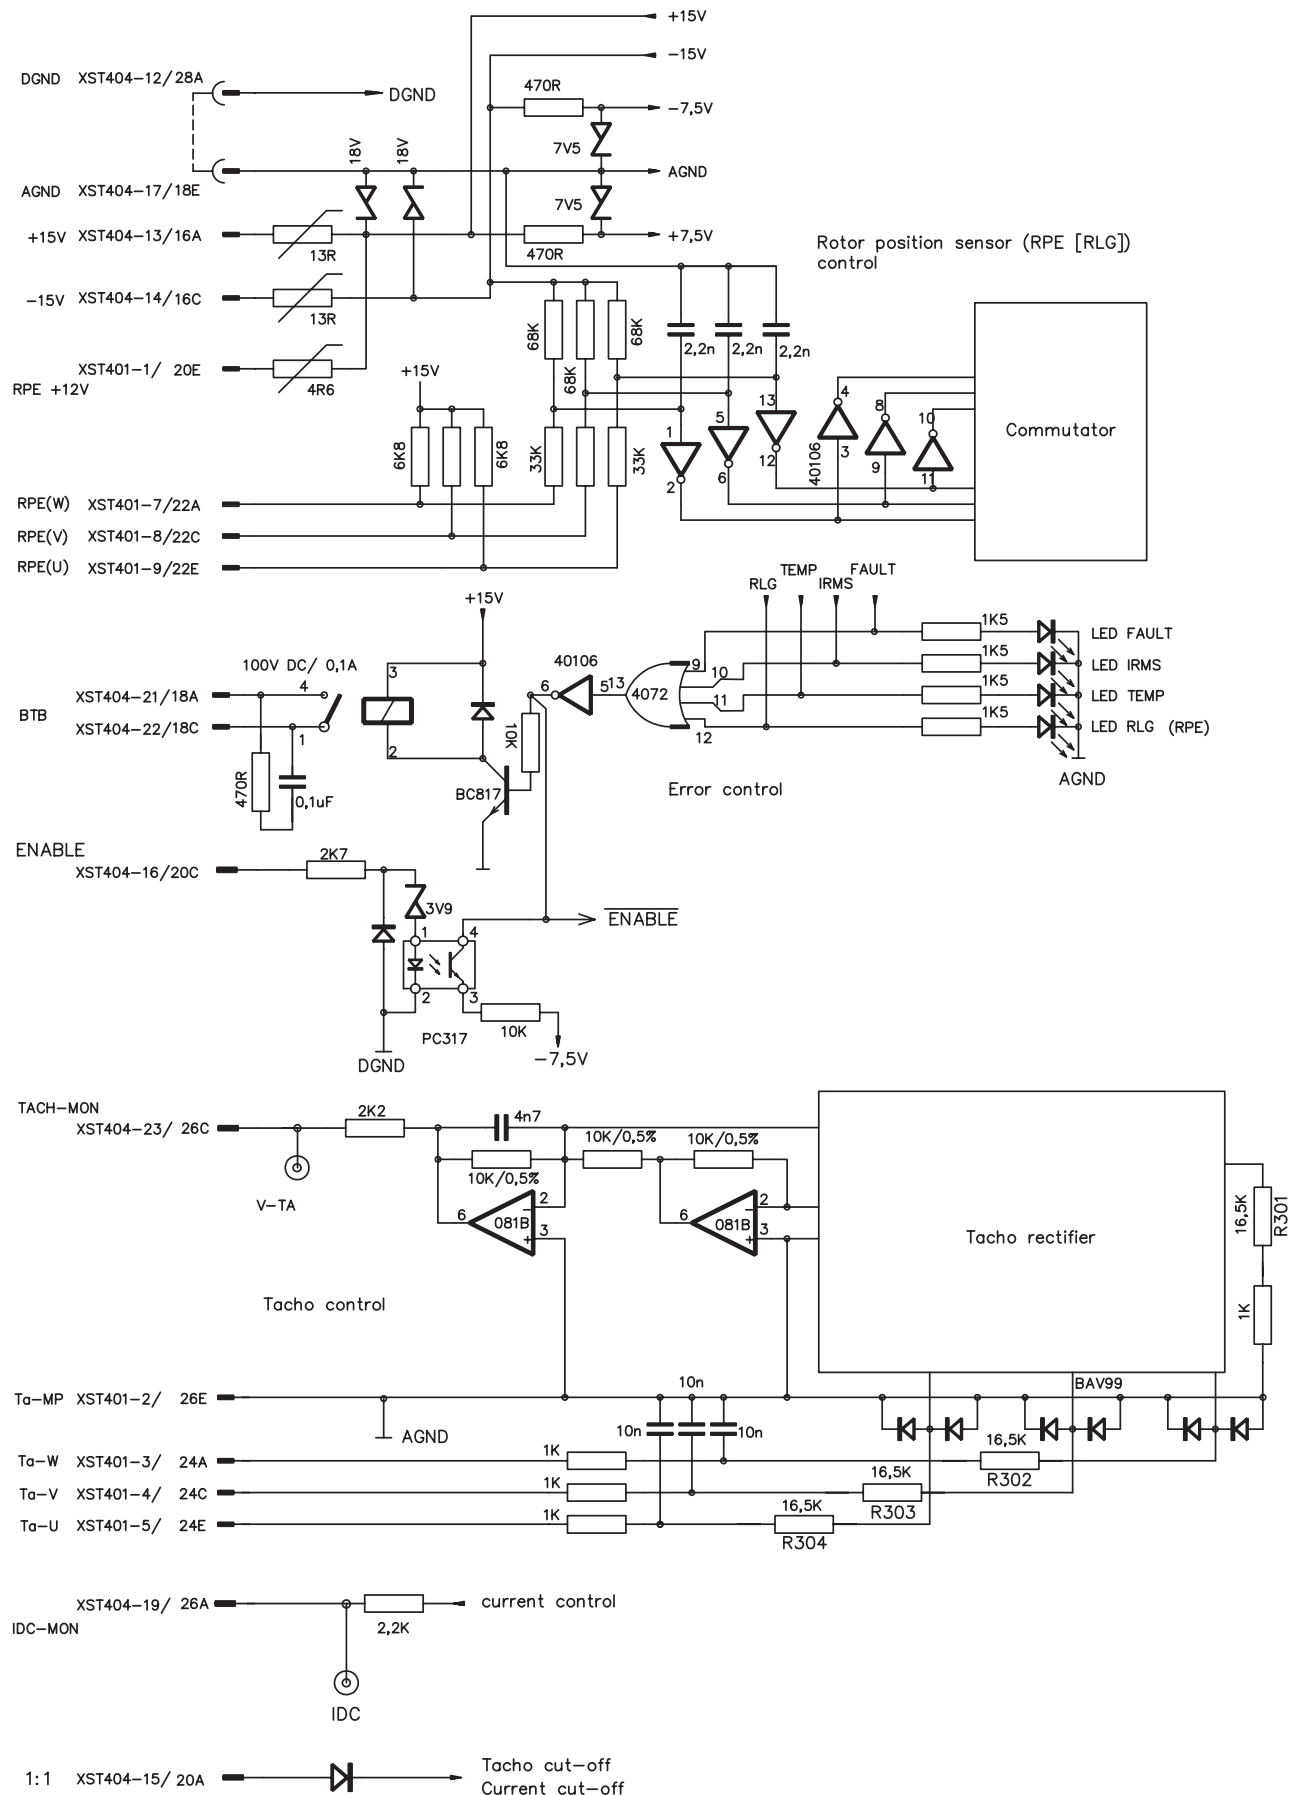 +15V
-15V
DGND XST404-12/28A
470R
DGND
-7,5V
18V
18V
7V5
AGND
AGND XST404-17/18E
7V5
+15V XST404-13/16A
+7,5V
13R
470R
Rotor position sensor (RPE [RLG])
control
-15V XST404-14/16C
13R
68K
68K
68K
2,2n
2,2n
2,2n
XST401-1/ 20E
RPE +12V
4R6
+15V
4
13
8
5
10
Commutator
1
6K8
6K8
33K
33K
12
40106
3
9
11
6
2
RPE(W) XST401-7/22A
RPE(V) XST401-8/22C
RPE(U) XST401-9/22E
TEMP
FAULT
RLG
IRMS
+15V
1K5
LED FAULT
100V DC/ 0,1A
40106
9
1K5
LED IRMS
3
10
4
XST404-21/18A
6
5
13
4072
1K5
LED TEMP
11
BTB
XST404-22/18C
1
10K
1K5
LED RLG (RPE)
12
2
470R
0,1uF
BC817
Error control
AGND
ENABLE
XST404-16/20C
2K7
3V9
ENABLE
1
4
2
3
PC317
10K
DGND
-7,5V
TACH-MON
XST404-23/ 26C
2K2
4n7
10K/0,5%
10K/0,5%
10K/0,5%
V-TA
6
081B
2
-
3
+
6
081B
2
-
3
+
Tacho rectifier
16,5K
R301
1K
Tacho control
10n
BAV99
Ta-MP XST401-2/ 26E
AGND
10n
10n
Ta-W XST401-3/ 24A
1K
16,5K
R302
Ta-V XST401-4/ 24C
1K
16,5K
R303
Ta-U XST401-5/ 24E
1K
16,5K
R304
XST404-19/ 26A
current control
IDC-MON
2,2K
IDC
1:1 XST404-15/ 20A
Tacho cut-off
Current cut-off